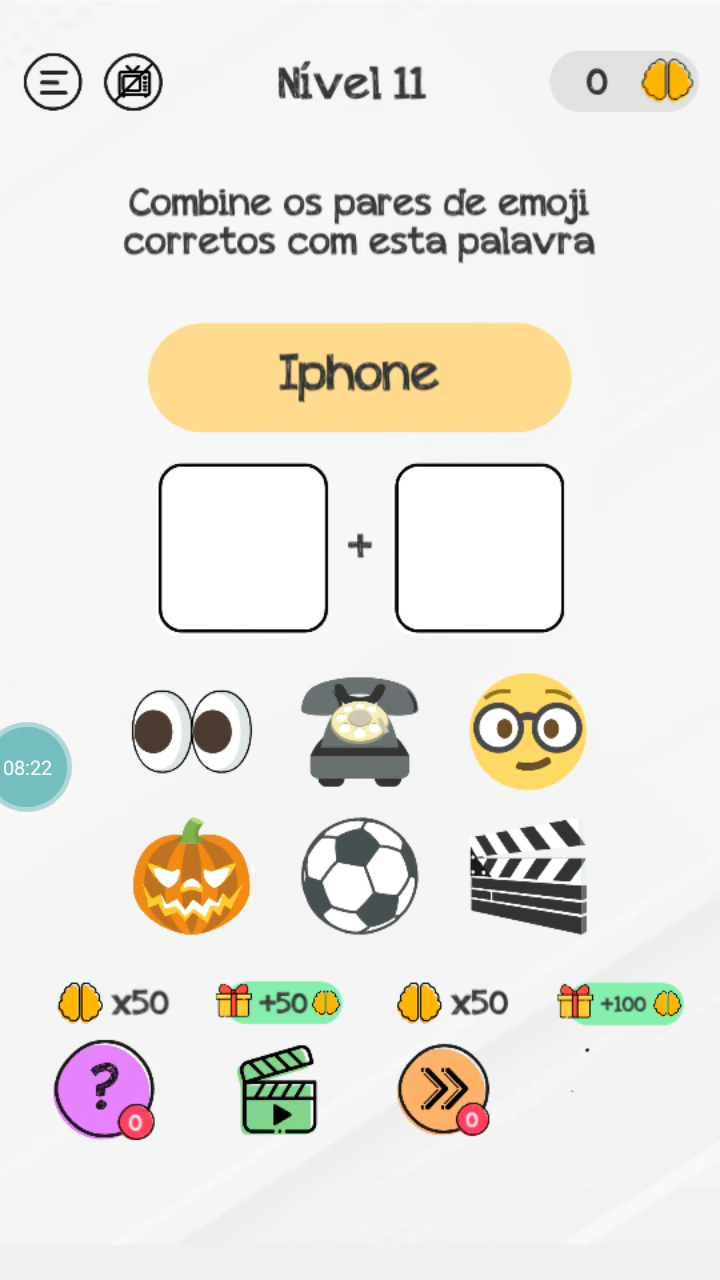 Nível 11
0
Combine os pares de emoji
corretos com esta palavra
Iphone
+
08:22
x50
+50
x50
+100
?
0
0